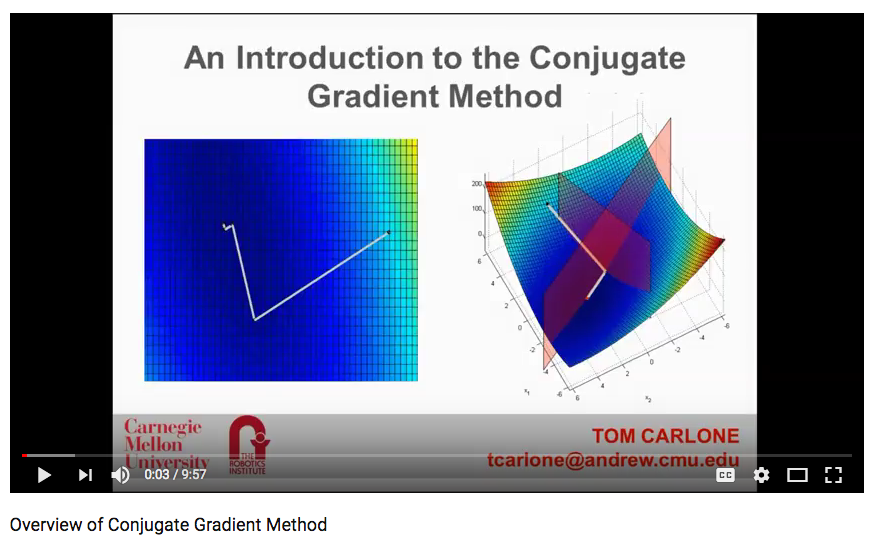 An Introduction to the Conjugate
Gradient Method
200
100
0
6
4
2
0
-2
-4
-6
x1
6
4
2
0
-2
-4
-6
x2
Carnegie
Mellon
University
THE
ROBOTICS
INSTITUTE
TOM CARLONE
tcarlone@andrew.cmu.edu
0:03 / 9:57
CC
Overview of Conjugate Gradient Method